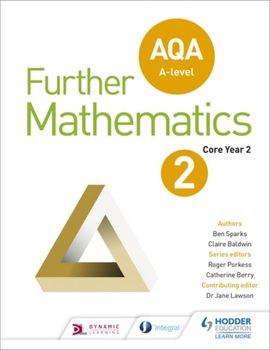 AQA
A-level
Further
Mathematics
Core Year 2
2
Authors
Ben Sparks
Claire Baldwin
Series editors
Roger Porkess
Catherine Berry
Contributing editor
Dr Jane Lawson
DYNAMIC
LEARNING
integral
HODDER
EDUCATION
LEARN MORE